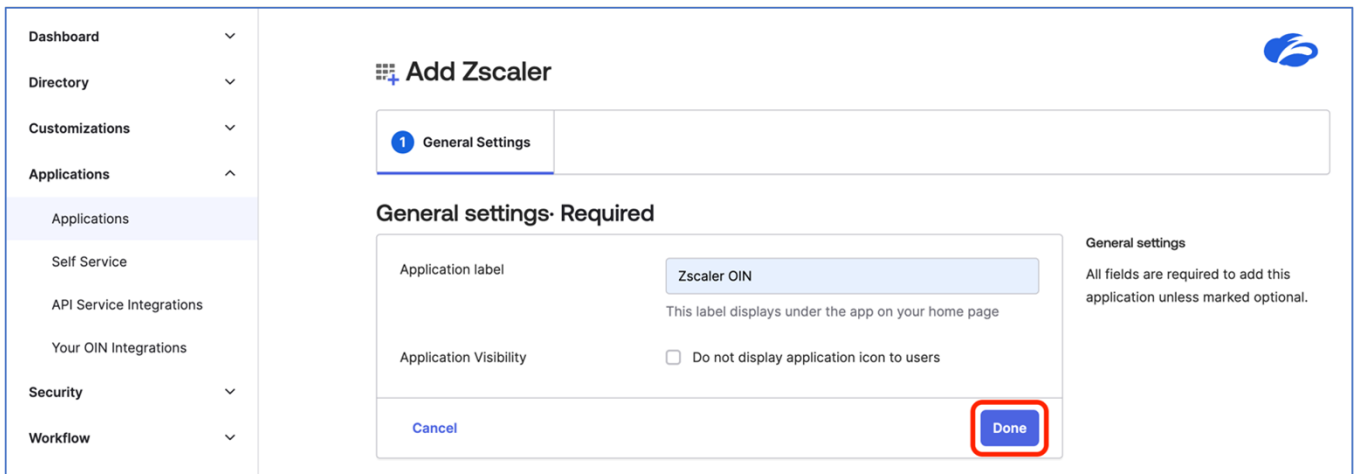 Dashboard
Directory
Customizations
Applications
Applications
Self Service
API Service Integrations
Your OIN Integrations
Security
Workflow
Add Zscaler
1 General Settings
General settings· Required
Application label
Zscaler OIN
This label displays under the app on your home page
Application Visibility
Do not display application icon to users
Cancel
Done
General settings
All fields are required to add this
application unless marked optional.